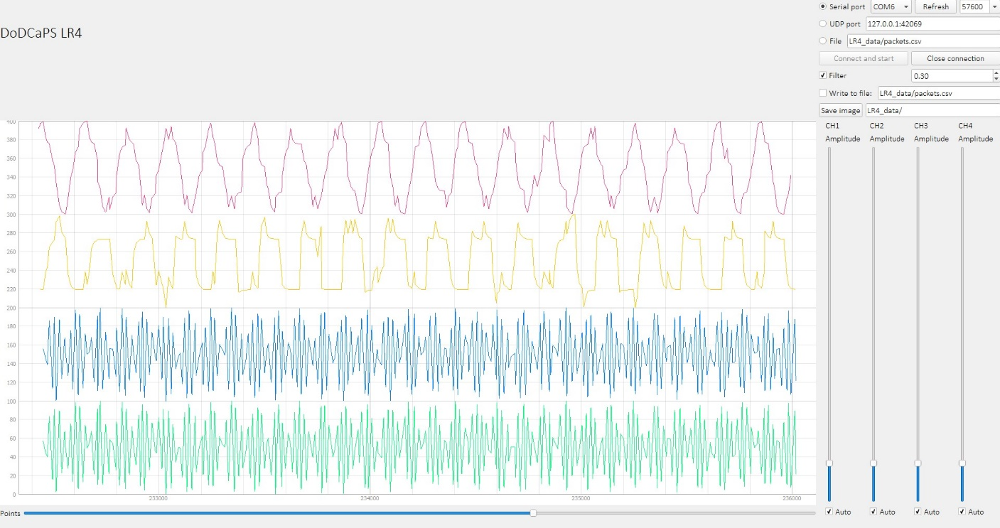 Serial port COM6 Refresh 57600
DoDCaPS LR4
UDP port 127.0.0.1:42069
File LR4_data/packets.csv
Connect and start Close connection
Filter 0.30
Write to file: LR4_data/packets.csv
Save image LR4_data/
CH1 CH2 CH3 CH4
Amplitude Amplitude Amplitude Amplitude
400
380
360
340
320
300
280
260
240
220
200
180
160
140
120
100
80
60
40
20
0
233000 234000 235000 236000
Points
Auto Auto Auto Auto